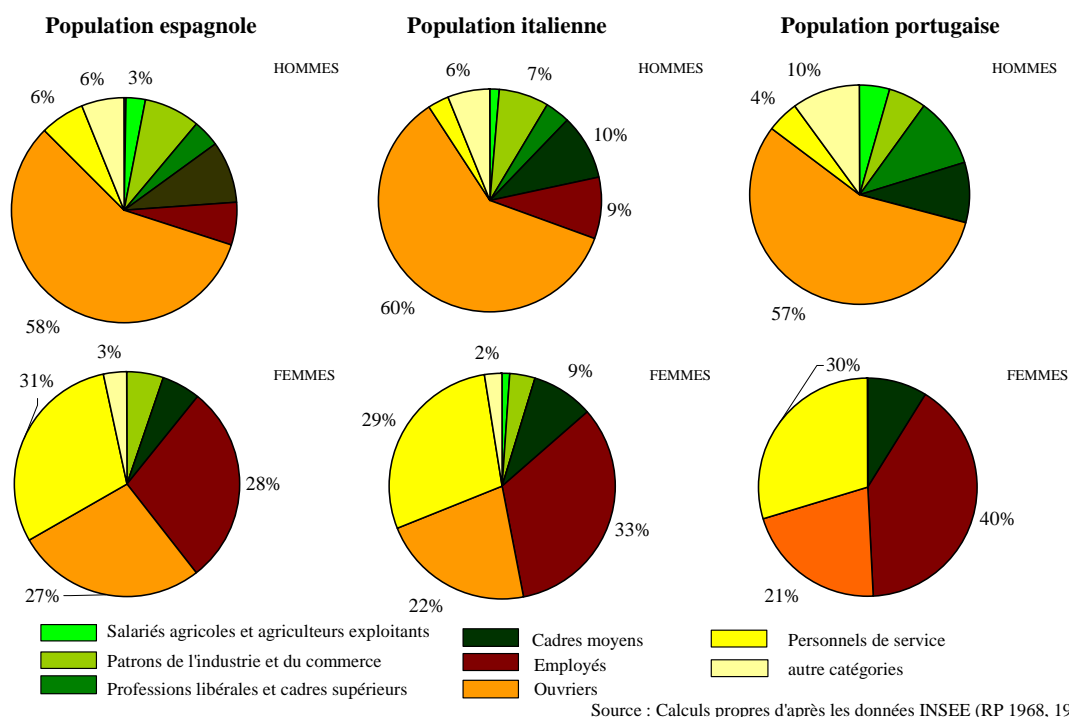 Population espagnole
Population italienne
Population portugaise
HOMMES
HOMMES
HOMMES
6%
6%
3%
58%
6%
7%
10%
9%
60%
10%
4%
57%
FEMMES
FEMMES
FEMMES
3%
31%
28%
27%
2%
9%
29%
33%
22%
30%
40%
21%
Salariés agricoles et agriculteurs exploitants
Patrons de l'industrie et du commerce
Professions libérales et cadres supérieurs
Cadres moyens
Employés
Ouvriers
Personnels de service
autre catégories
Source : Calculs propres d'après les données INSEE (RP 1968, 19